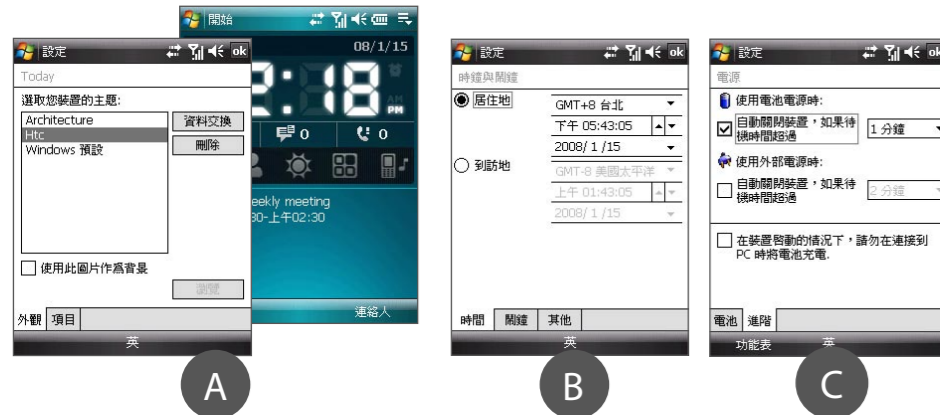 開始
08/1/15
2:18
AM
PM
0
0
eekly meeting
30-上午02:30
連絡人
設定
ok
Today
選取您裝置的主題:
Architecture
Htc
Windows 預設
資料交換
刪除
使用此圖片作為背景
瀏覽
外觀 項目
英
A
設定
ok
時鐘與鬧鐘
居住地
GMT+8 台北
下午 05:43:05
2008/ 1 /15
到訪地
GMT-8 美國太平洋
上午 01:43:05
2008/ 1 /15
時間 鬧鐘 其他
英
B
設定
ok
電源
使用電池電源時:
自動關閉裝置，如果待
機時間超過
1 分鐘
使用外部電源時:
自動關閉裝置，如果待
機時間超過
2 分鐘
在裝置啟動的情況下，請勿在連接到
PC 時將電池充電.
電池 進階
功能表 英
C